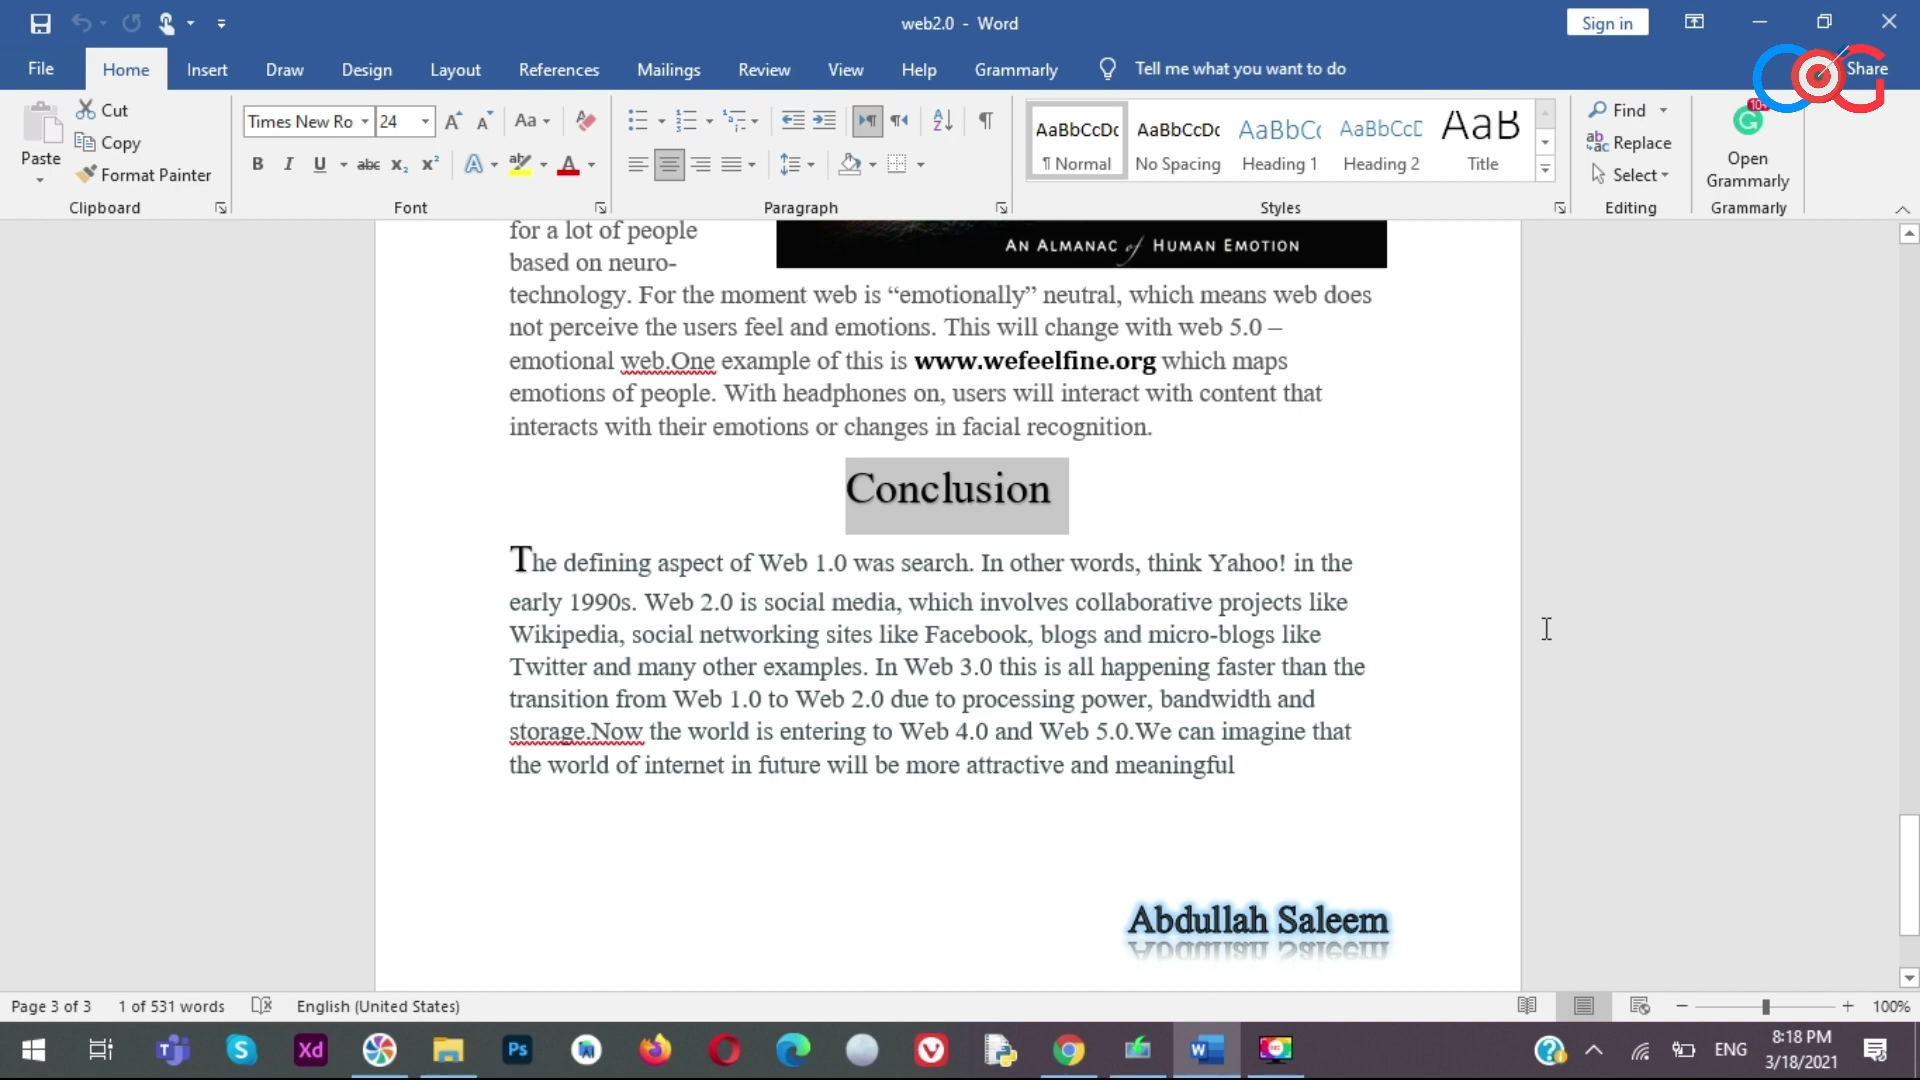 web2.0 - Word
Sign in
File
Home
Insert
Draw
Design
Layout
References
Mailings
Review
View
Help
Grammarly
Tell me what you want to do
Share
Paste
Cut
Copy
Format Painter
Clipboard
Times New Ro
24
Aa
B I U abc x₂ x²
A
A
Font
Paragraph
AaBbCcDc
¶ Normal
AaBbCcDc
No Spacing
AaBbC(
Heading 1
AaBbCcD
Heading 2
AaB
Title
Styles
Find
Replace
Select
Editing
10+
Open
Grammarly
Grammarly
for a lot of people
AN ALMANAC of HUMAN EMOTION
based on neuro-
technology. For the moment web is “emotionally” neutral, which means web does
not perceive the users feel and emotions. This will change with web 5.0 –
emotional web.One example of this is www.wefeelfine.org which maps
emotions of people. With headphones on, users will interact with content that
interacts with their emotions or changes in facial recognition.
Conclusion
The defining aspect of Web 1.0 was search. In other words, think Yahoo! in the
early 1990s. Web 2.0 is social media, which involves collaborative projects like
Wikipedia, social networking sites like Facebook, blogs and micro-blogs like
Twitter and many other examples. In Web 3.0 this is all happening faster than the
transition from Web 1.0 to Web 2.0 due to processing power, bandwidth and
storage.Now the world is entering to Web 4.0 and Web 5.0.We can imagine that
the world of internet in future will be more attractive and meaningful
Abdullah Saleem
Page 3 of 3
1 of 531 words
English (United States)
100%
Xd
Ps
ENG
8:18 PM
3/18/2021